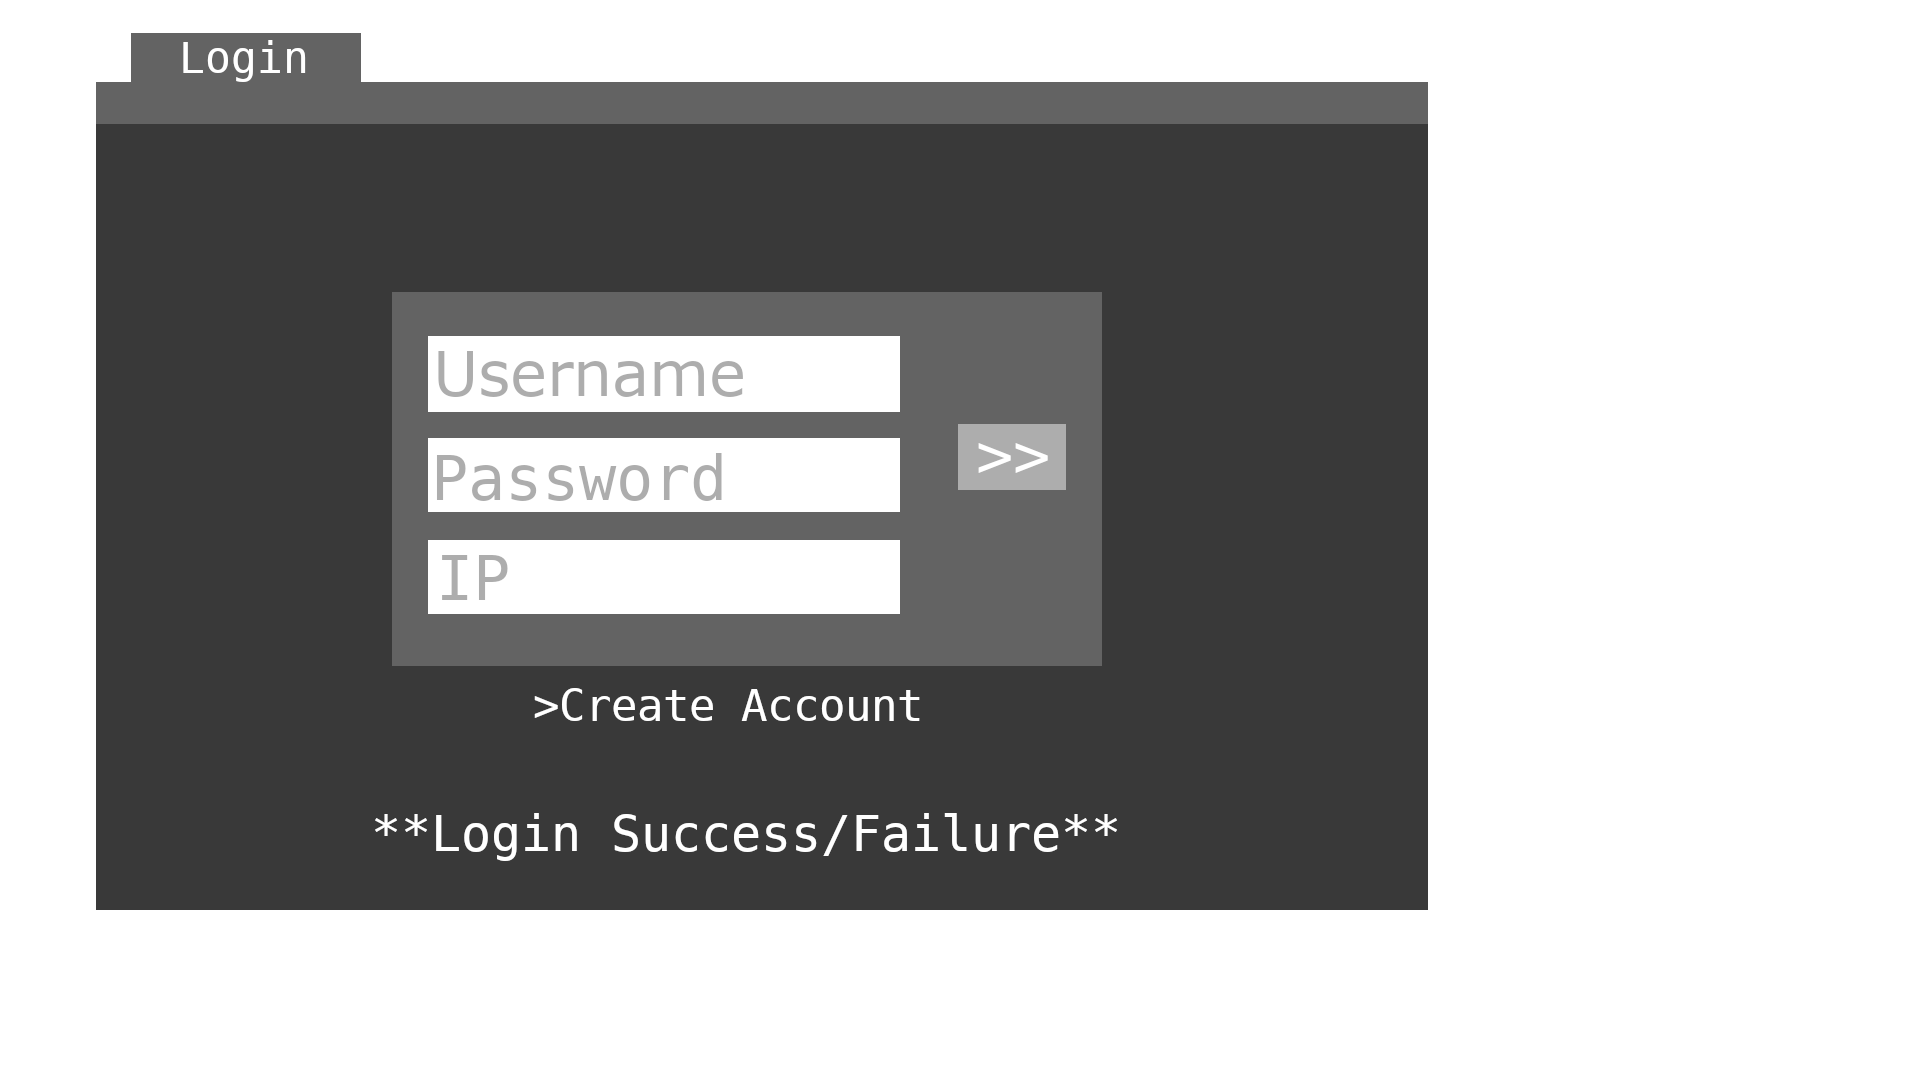 Login
Username
Password
>>
IP
>Create Account
**Login Success/Failure**